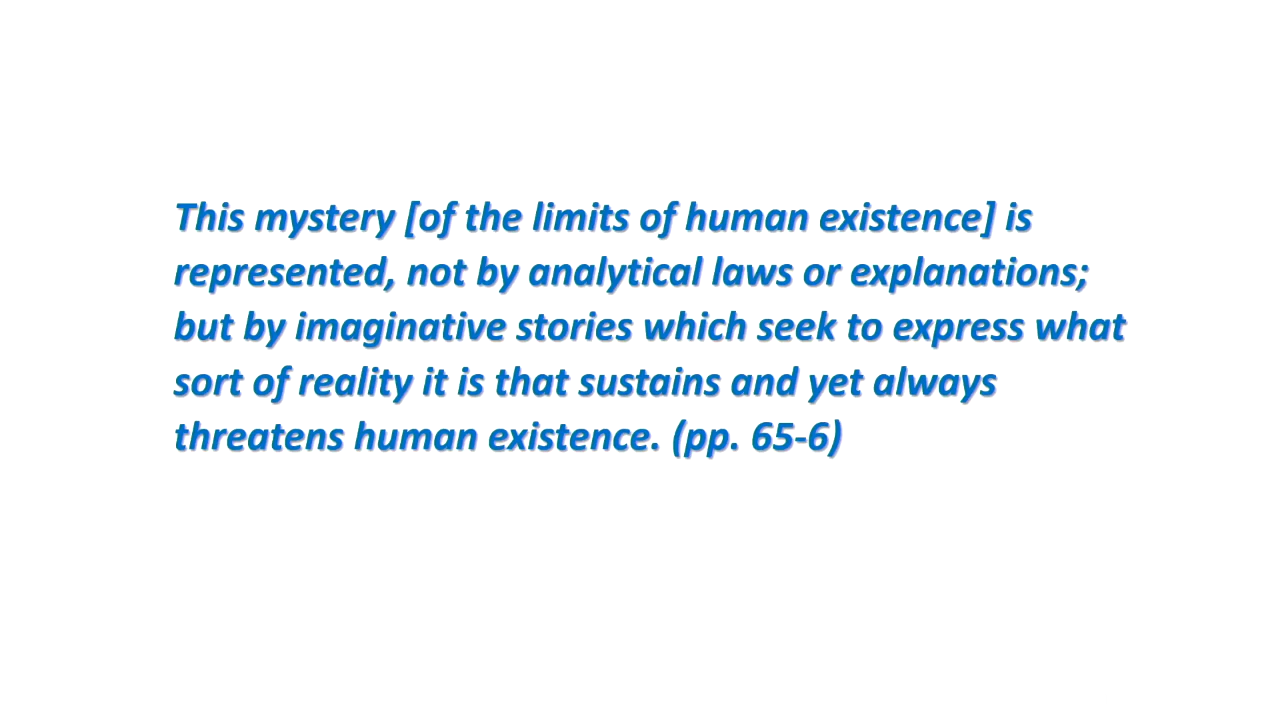 This mystery [of the limits of human existence] is
represented, not by analytical laws or explanations;
but by imaginative stories which seek to express what
sort of reality it is that sustains and yet always
threatens human existence. (pp. 65-6)